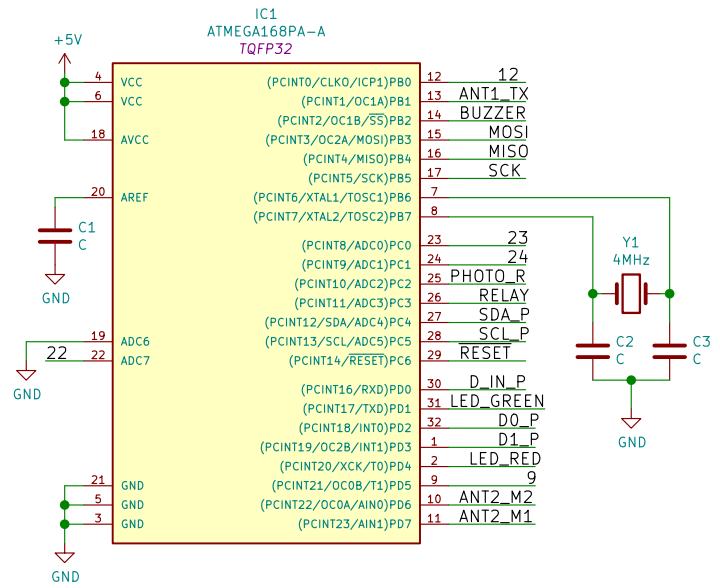 IC1
ATMEGA168PA-A
TQFP32
+5V
4 VCC (PCINT0/CLKO/ICP1)PB0 12 12
6 VCC (PCINT1/OC1A)PB1 13 ANT1_TX
(PCINT2/OC1B/SS)PB2 14 BUZZER
18 AVCC (PCINT3/OC2A/MOSI)PB3 15 MOSI
(PCINT4/MISO)PB4 16 MISO
(PCINT5/SCK)PB5 17 SCK
20 AREF (PCINT6/XTAL1/TOSC1)PB6 7
(PCINT7/XTAL2/TOSC2)PB7 8
C1
C
GND
(PCINT8/ADC0)PC0 23 23
(PCINT9/ADC1)PC1 24 24
(PCINT10/ADC2)PC2 25 PHOTO_R
(PCINT11/ADC3)PC3 26 RELAY
(PCINT12/SDA/ADC4)PC4 27 SDA_P
19 ADC6 (PCINT13/SCL/ADC5)PC5 28 SCL_P
22 22 ADC7 (PCINT14/RESET)PC6 29 RESET
GND
Y1
4MHz
C2
C
C3
C
GND
(PCINT16/RXD)PD0 30 D_IN_P
(PCINT17/TXD)PD1 31 LED_GREEN
(PCINT18/INT0)PD2 32 D0_P
(PCINT19/OC2B/INT1)PD3 1 D1_P
(PCINT20/XCK/T0)PD4 2 LED_RED
21 GND (PCINT21/OC0B/T1)PD5 9 9
5 GND (PCINT22/OC0A/AIN0)PD6 10 ANT2_M2
3 GND (PCINT23/AIN1)PD7 11 ANT2_M1
GND